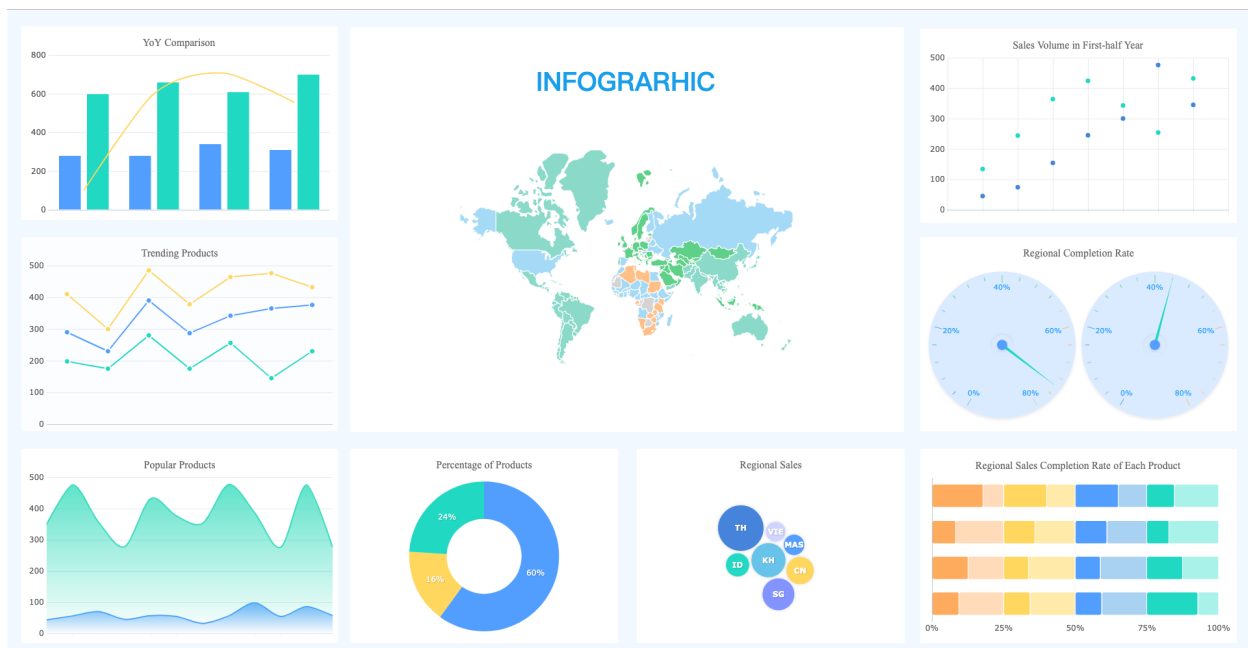 YoY Comparison
800
600
400
200
0
INFOGRARHIC
Sales Volume in First-half Year
500
400
300
200
100
0
Trending Products
500
400
300
200
100
0
Regional Completion Rate
40%
20%
60%
0%
80%
40%
20%
60%
0%
80%
Popular Products
500
400
300
200
100
0
Percentage of Products
24%
16%
60%
Regional Sales
TH
VIE
MAS
ID
KH
CN
SG
Regional Sales Completion Rate of Each Product
0%
25%
50%
75%
100%